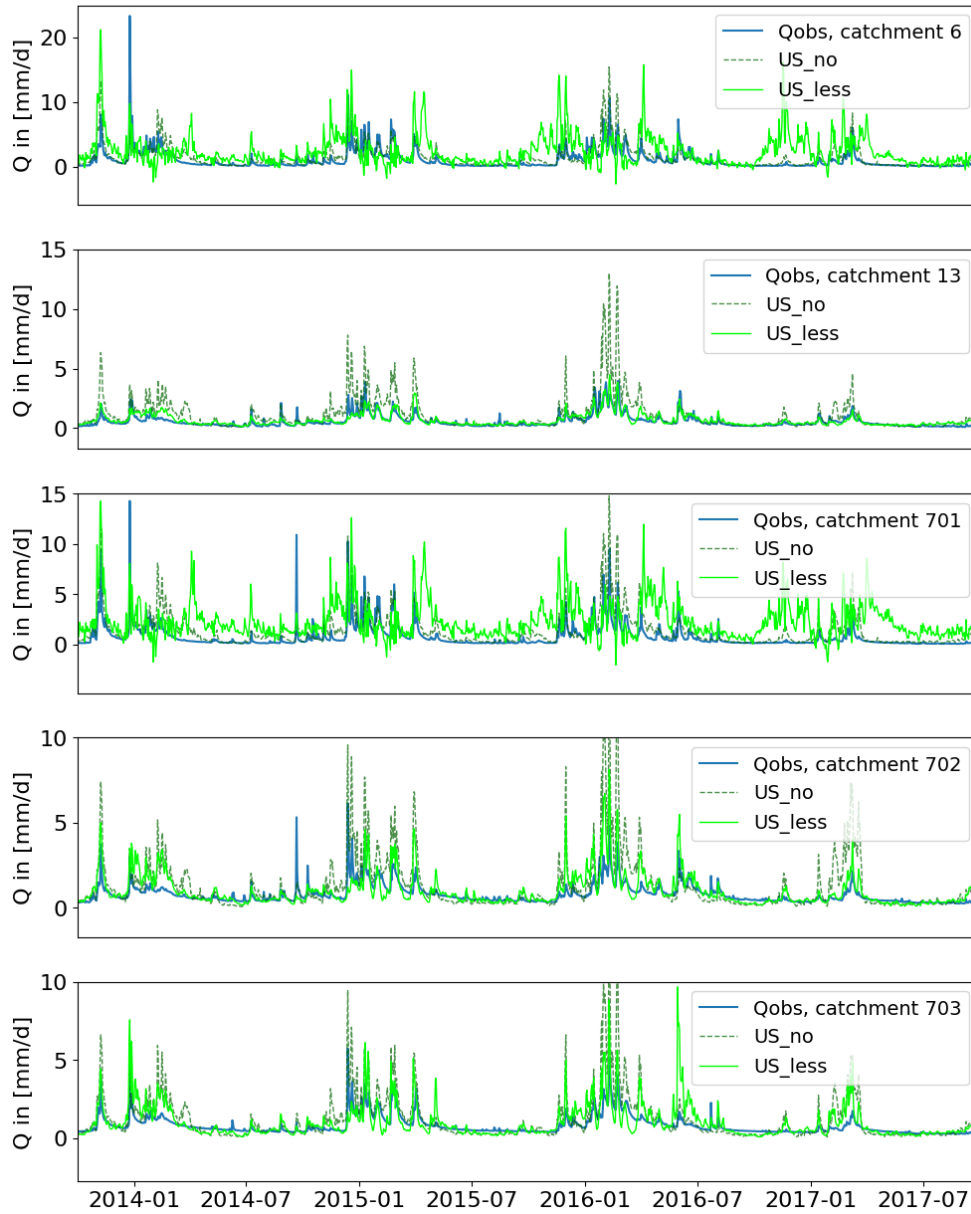 Q in [mm/d]
20
10
0
Qobs, catchment 6
US_no
US_less
Q in [mm/d]
15
10
5
0
Qobs, catchment 13
US_no
US_less
Q in [mm/d]
15
10
5
0
Qobs, catchment 701
US_no
US_less
Q in [mm/d]
10
5
0
Qobs, catchment 702
US_no
US_less
Q in [mm/d]
10
5
0
Qobs, catchment 703
US_no
US_less
2014-01 2014-07 2015-01 2015-07 2016-01 2016-07 2017-01 2017-07